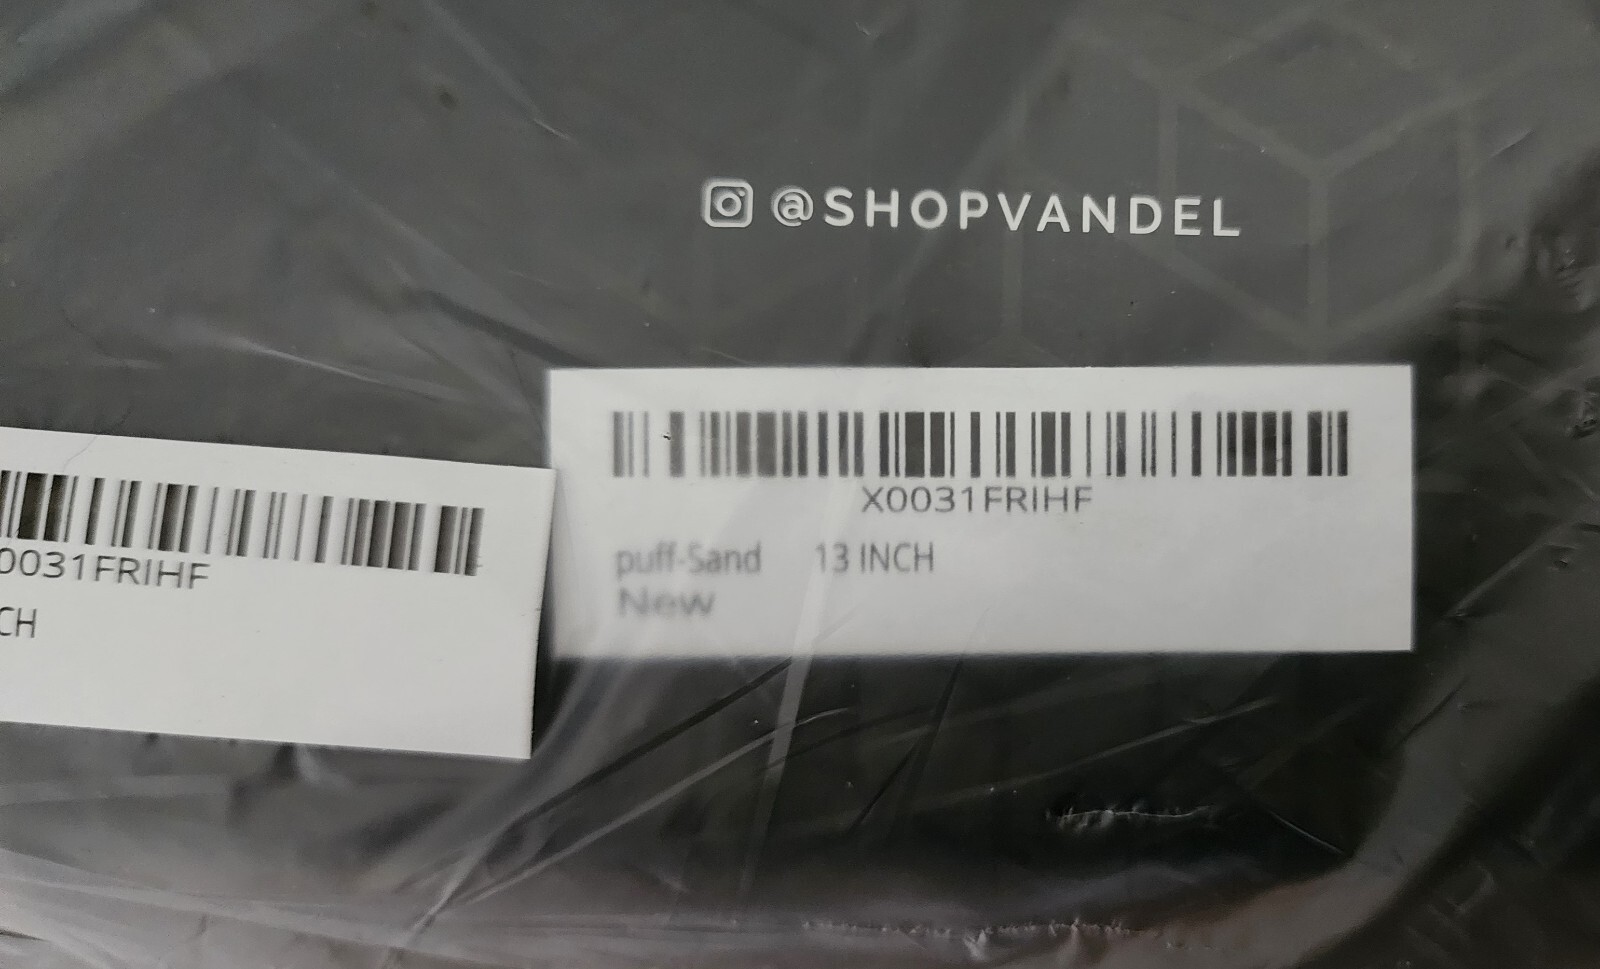 @SHOPVANDEL
X0031FRIHF
puff-Sand 13 INCH
New
0031FRIHF
CH